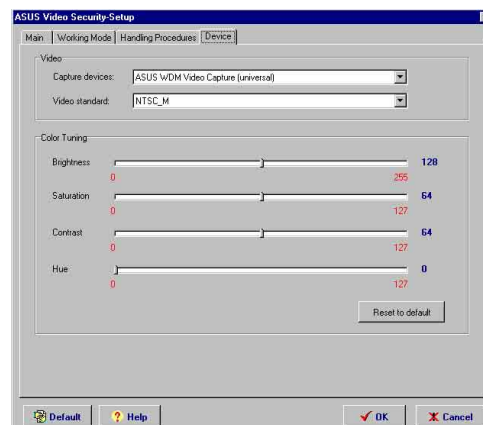 ASUS Video Security-Setup
Main Working Mode Handling Procedures Device
Video
Capture devices: ASUS WDM Video Capture (universal)
Video standard: NTSC_M
Color Tuning
Brightness 128
0 255
Saturation 64
0 127
Contrast 64
0 127
Hue 0
0 127
Reset to default
Default ? Help OK Cancel